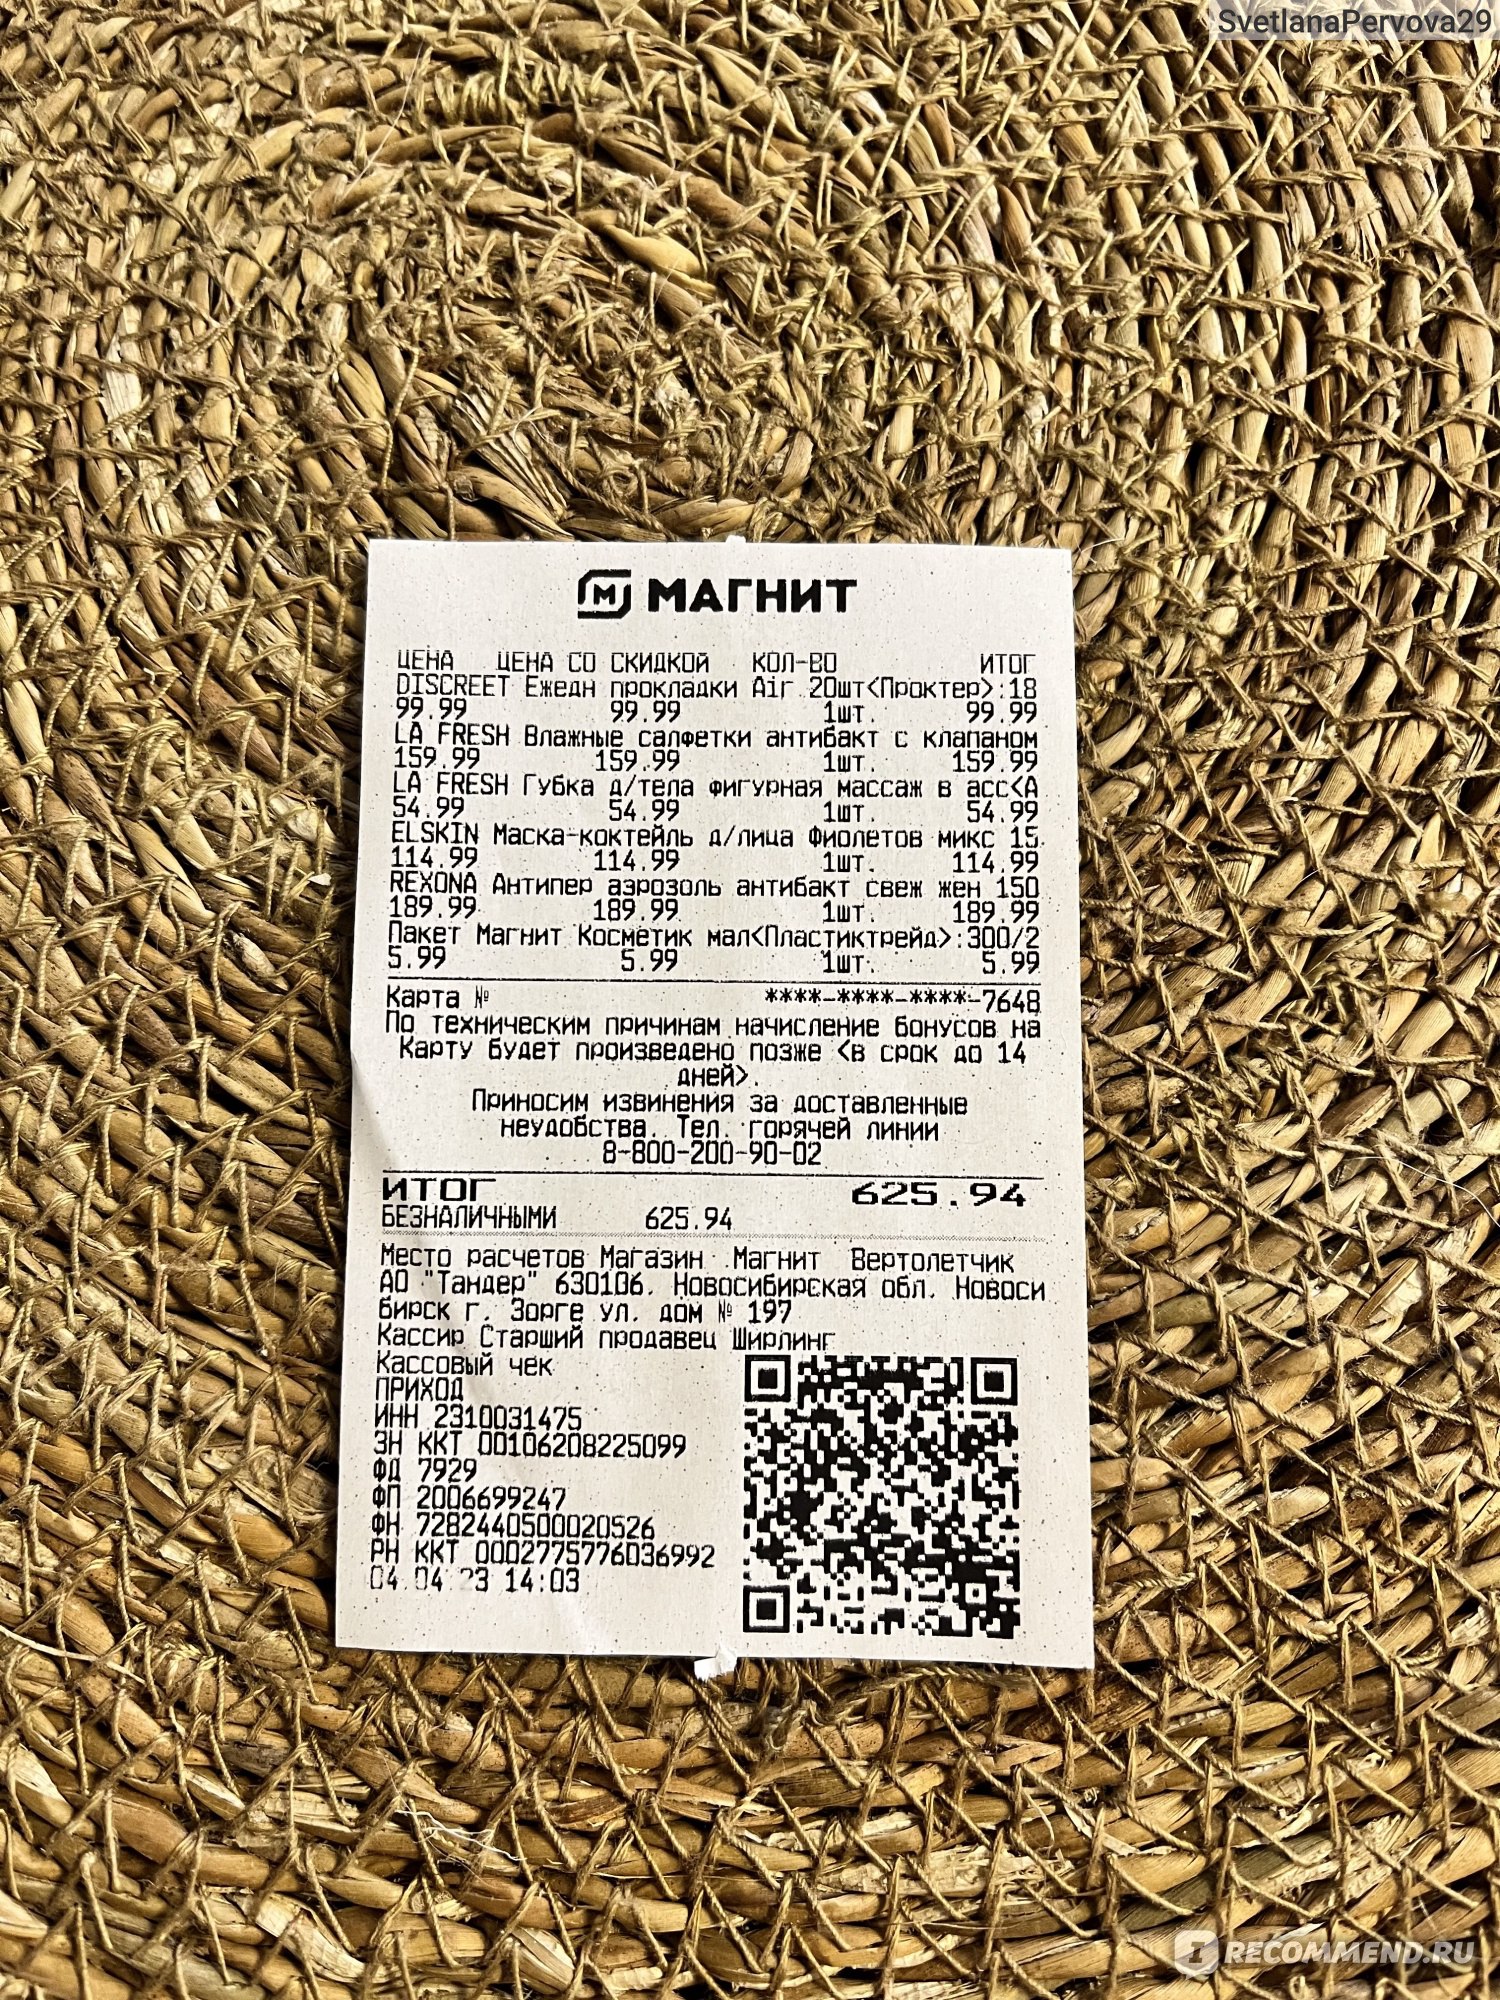 SvetlanaPervova29
М МАГНИТ
ЦЕНА ЦЕНА СО СКИДКОЙ КОЛ-ВО ИТОГ
DISCREET Ежедн прокладки Air 20шт<Проктер>:18
99.99 99.99 1шт. 99.99
LA FRESH Влажные салфетки антибакт с клапаном
159.99 159.99 1шт. 159.99
LA FRESH Губка д/тела фигурная массаж в асс<А
54.99 54.99 1шт. 54.99
ELSKIN Маска-коктейль д/лица Фиолетов микс 15
114.99 114.99 1шт. 114.99
REXONA Антипер аэрозоль антибакт свеж жен 150
189.99 189.99 1шт. 189.99
Пакет Магнит Косметик мал<Пластиктрейд>:300/2
5.99 5.99 1шт. 5.99
Карта № ****-****-****-7648
По техническим причинам начисление бонусов на
Карту будет произведено позже <в срок до 14
дней>.
Приносим извинения за доставленные
неудобства. Тел. горячей линии
8-800-200-90-02
ИТОГ 625.94
БЕЗНАЛИЧНЫМИ 625.94
Место расчетов Магазин Магнит Вертолетчик
АО "Тандер" 630106, Новосибирская обл, Новоси
бирск г, Зорге ул, дом № 197
Кассир Старший продавец Ширлинг
Кассовый чек
ПРИХОД
ИНН 2310031475
ЗН ККТ 00106208225099
ФД 7929
ФП 2006699247
ФН 7282440500020526
РН ККТ 0002775776036992
04.04.23 14:03
IRECOMMEND.RU